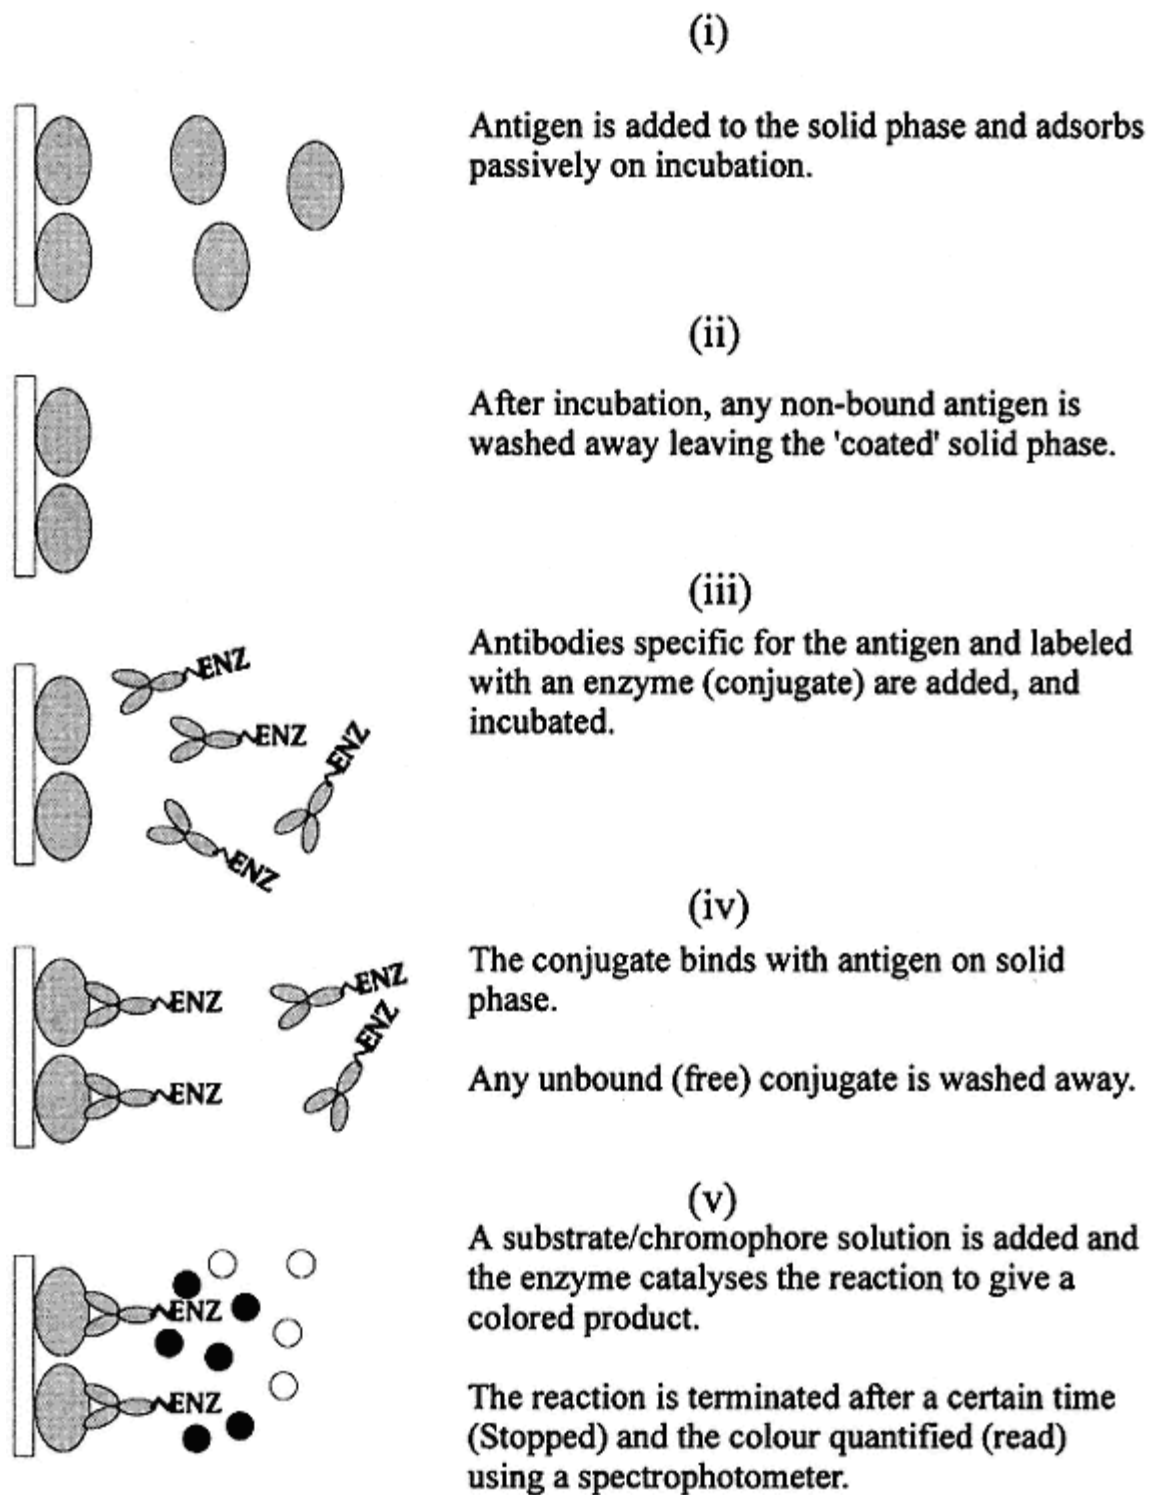 (i)
Antigen is added to the solid phase and adsorbs
passively on incubation.
(ii)
After incubation, any non-bound antigen is
washed away leaving the 'coated' solid phase.
(iii)
Antibodies specific for the antigen and labeled
with an enzyme (conjugate) are added, and
incubated.
ENZ
ENZ
ENZ
ENZ
(iv)
The conjugate binds with antigen on solid
phase.
Any unbound (free) conjugate is washed away.
ENZ
ENZ
ENZ
ENZ
(v)
A substrate/chromophore solution is added and
the enzyme catalyses the reaction to give a
colored product.
The reaction is terminated after a certain time
(Stopped) and the colour quantified (read)
using a spectrophotometer.
ENZ
ENZ